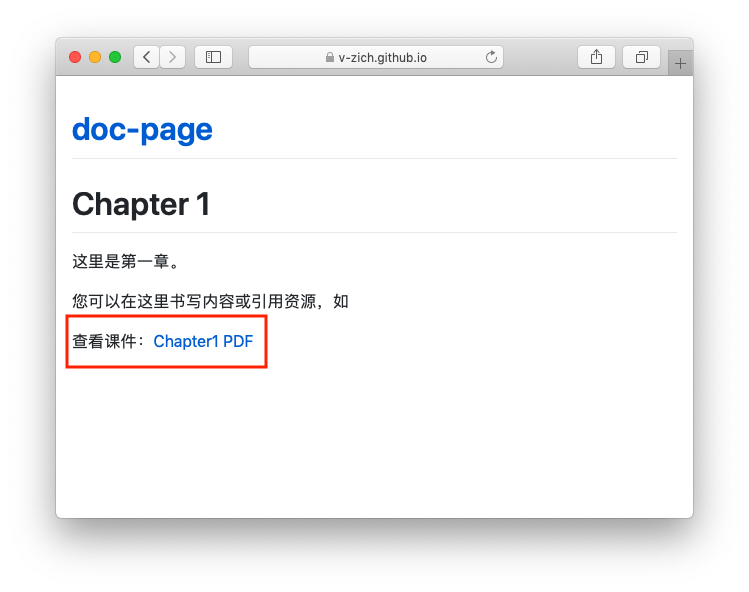 v-zich.github.io
doc-page
Chapter 1
这里是第一章。
您可以在这里书写内容或引用资源，如
查看课件：Chapter1 PDF